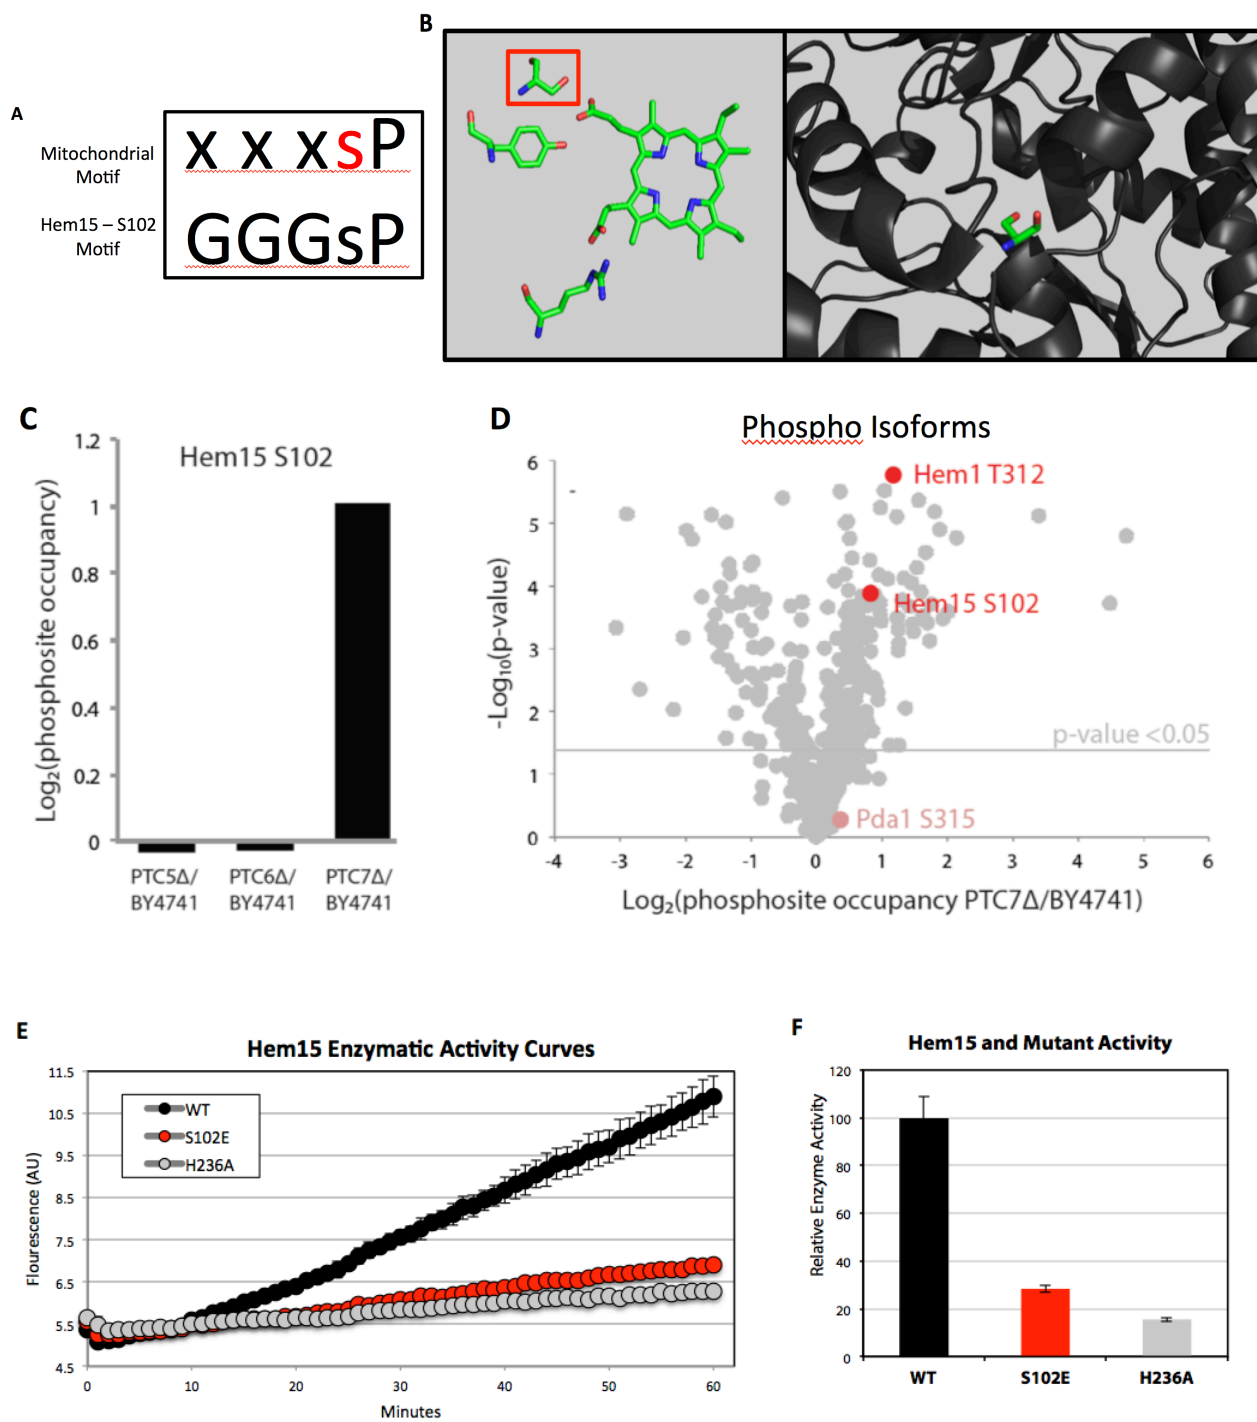 B
A
Mitochondrial
Motif
x x x s P
Hem15 – S102
Motif
GGGsP
C
Hem15 S102
Log₂(phosphosite occupancy)
1.2
1
0.8
0.6
0.4
0.2
0
PTC5Δ/
BY4741
PTC6Δ/
BY4741
PTC7Δ/
BY4741
D
Phospho Isoforms
-Log₁₀(p-value)
6
5
4
3
2
1
0
Hem1 T312
Hem15 S102
p-value <0.05
Pda1 S315
-4 -3 -2 -1 0 1 2 3 4 5 6
Log₂(phosphosite occupancy PTC7Δ/BY4741)
E
Hem15 Enzymatic Activity Curves
Flourescence (AU)
11.5
10.5
9.5
8.5
7.5
6.5
5.5
4.5
WT
S102E
H236A
0 10 20 30 40 50 60
Minutes
F
Hem15 and Mutant Activity
Relative Enzyme Activity
120
100
80
60
40
20
0
WT S102E H236A